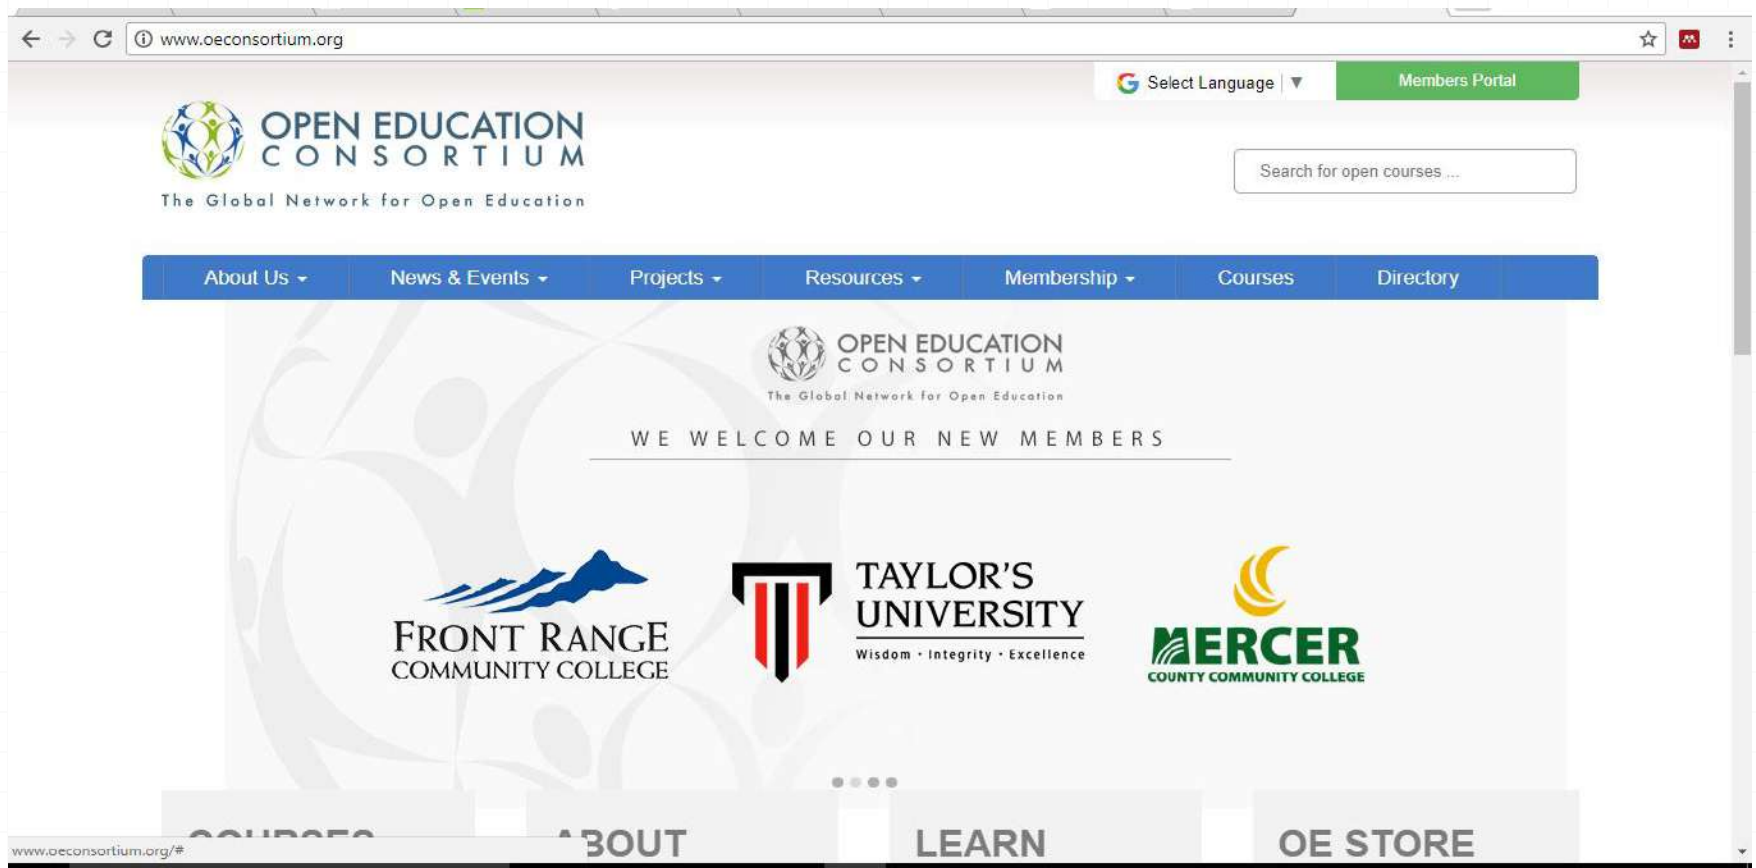 www.oeconsortium.org
Select Language ▼
Members Portal
OPEN EDUCATION
CONSORTIUM
The Global Network for Open Education
Search for open courses ...
About Us News & Events Projects Resources Membership Courses Directory
OPEN EDUCATION
CONSORTIUM
The Global Network for Open Education
WE WELCOME OUR NEW MEMBERS
FRONT RANGE
COMMUNITY COLLEGE
TAYLOR'S
UNIVERSITY
Wisdom · Integrity · Excellence
MERCER
COUNTY COMMUNITY COLLEGE
COURSES ABOUT LEARN OE STORE
www.oeconsortium.org/#